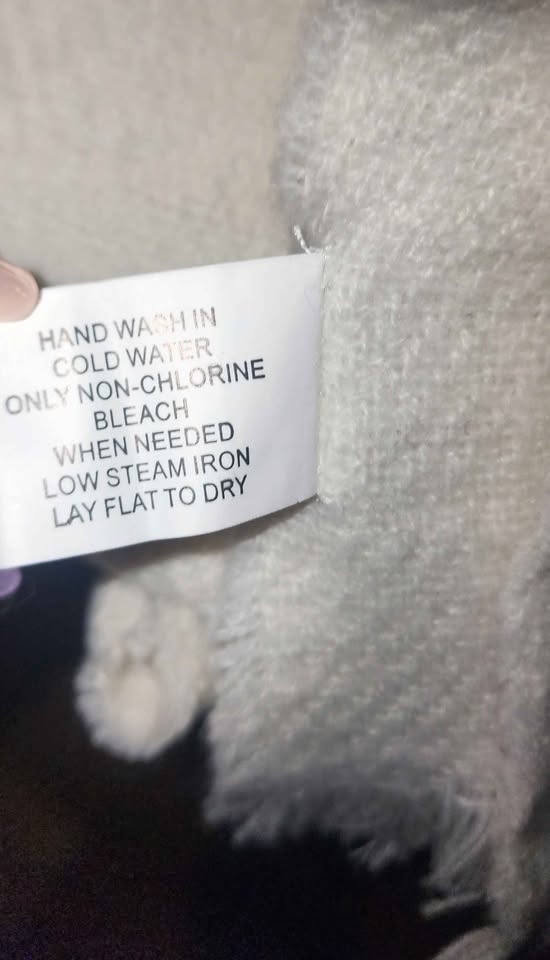 HAND WASH IN
COLD WATER
ONLY NON-CHLORINE
BLEACH
WHEN NEEDED
LOW STEAM IRON
LAY FLAT TO DRY